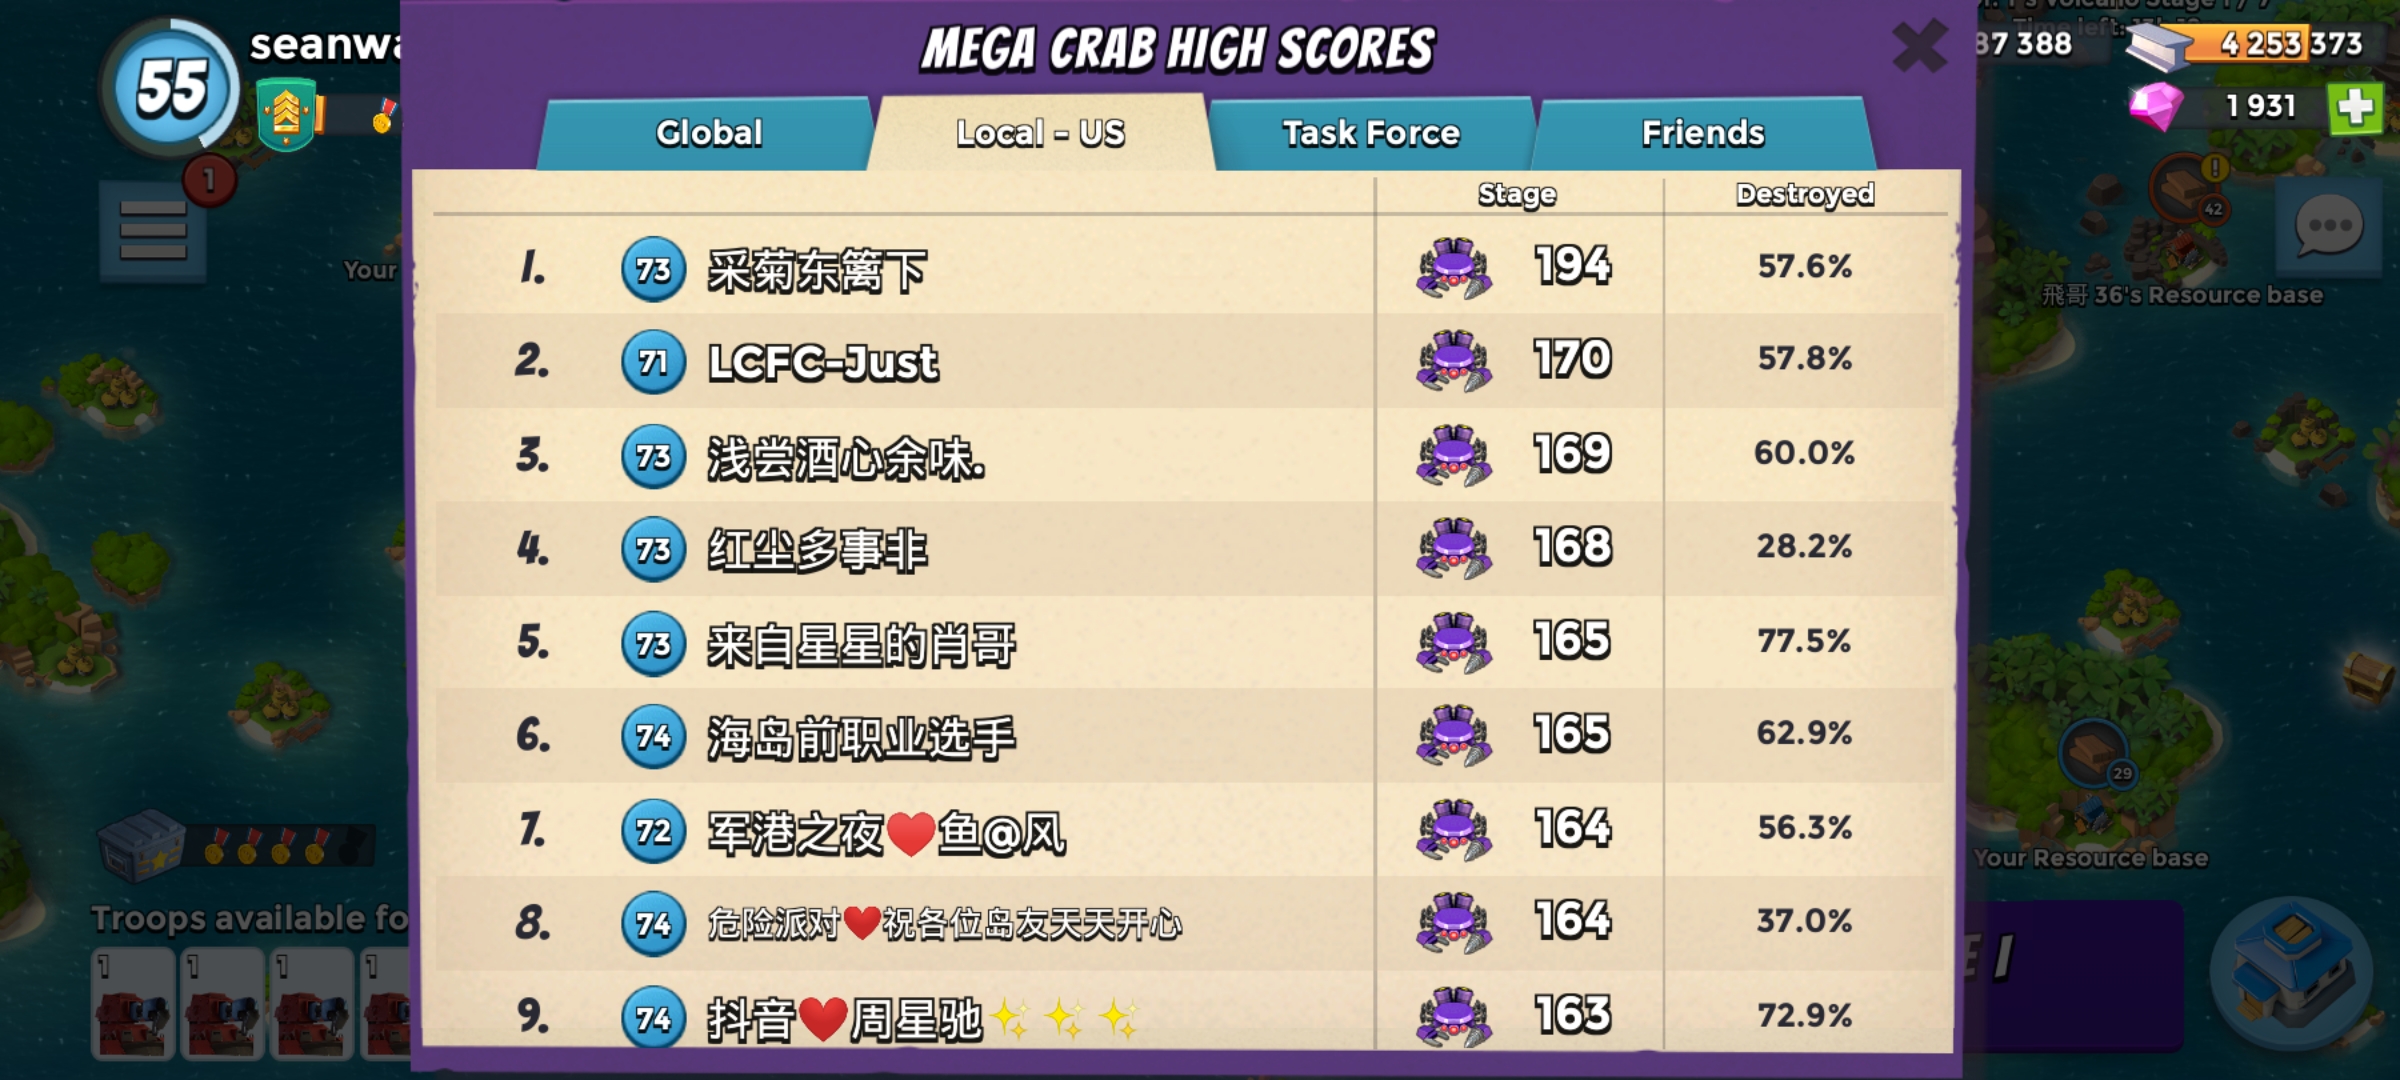 55
seanwa
1
MEGA CRAB HIGH SCORES
87 388
4 253 373
1 931
Global
Local - US
Task Force
Friends
Stage
Destroyed
1. 73 采菊东篱下 194 57.6%
2. 71 LCFC-Just 170 57.8%
3. 73 浅尝酒心余味. 169 60.0%
4. 73 红尘多事非 168 28.2%
5. 73 来自星星的肖哥 165 77.5%
6. 74 海岛前职业选手 165 62.9%
7. 72 军港之夜❤️鱼@风 164 56.3%
8. 74 危险派对❤️祝各位岛友天天开心 164 37.0%
9. 74 抖音❤️周星驰✨✨✨ 163 72.9%
Your
42
飛哥 36's Resource base
29
Your Resource base
Troops available fo
1
1
1
1
E 1